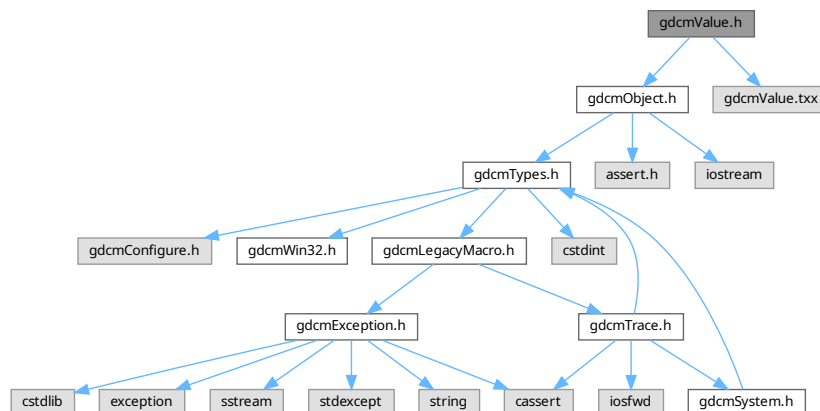 gdcmValue.h
gdcmObject.h
gdcmValue.txx
gdcmTypes.h
assert.h
iostream
gdcmConfigure.h
gdcmWin32.h
gdcmLegacyMacro.h
cstdint
gdcmException.h
gdcmTrace.h
cstdlib
exception
sstream
stdexcept
string
cassert
iosfwd
gdcmSystem.h